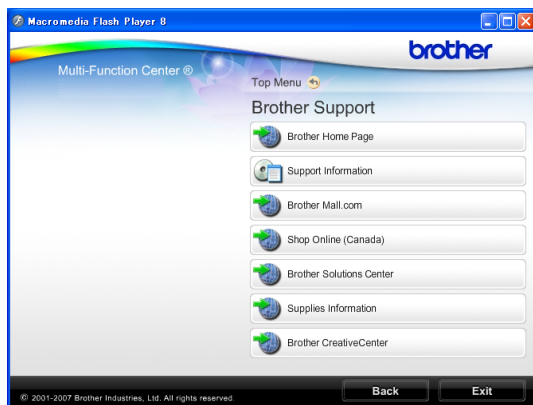 Macromedia Flash Player 8
brother
Multi-Function Center ®
Top Menu
Brother Support
Brother Home Page
Support Information
Brother Mall.com
Shop Online (Canada)
Brother Solutions Center
Supplies Information
Brother CreativeCenter
© 2001-2007 Brother Industries, Ltd. All rights reserved.
Back
Exit